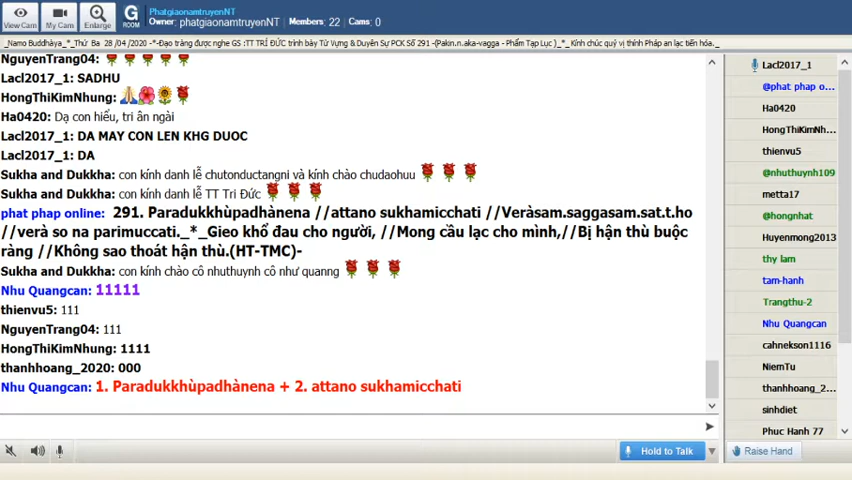 View Cam
My Cam
Enlarge
G
ROOM
PhatgiaonamtruyenNT
Owner: phatgiaonamtruyenNT Members: 22 Cams: 0
_Namo Buddhàya_*_Thứ Ba 28 /04 /2020 -*-Đạo tràng được nghe GS :TT TRÍ ĐỨC trình bày Từ Vựng & Duyên Sự PCK Số 291 -(Pakin.n.aka-vagga - Phẩm Tạp Lục )_*_ Kính chúc quý vị thính Pháp an lạc tiến hóa._
NguyenTrang04:
Lacl2017_1: SADHU
HongThiKimNhung:
Ha0420: Dạ con hiểu, tri ân ngài
Lacl2017_1: DA MAY CON LEN KHG DUOC
Lacl2017_1: DA
Sukha and Dukkha: con kính danh lễ chutonductangni và kính chào chudaohuu
Sukha and Dukkha: con kính danh lễ TT Tri Đức
phat phap online: 291. Paradukkhùpadhànena //attano sukhamicchati //Veràsam.saggasam.sat.t.ho
//verà so na parimuccati._*_Gieo khổ đau cho người, //Mong cầu lạc cho mình,//Bị hận thù buộc
ràng //Không sao thoát hận thù.(HT-TMC)-
Sukha and Dukkha: con kính chào cô nhuthuynh cô như quanng
Nhu Quangcan: 11111
thienvu5: 111
NguyenTrang04: 111
HongThiKimNhung: 1111
thanhhoang_2020: 000
Nhu Quangcan: 1. Paradukkhùpadhànena + 2. attano sukhamicchati
Hold to Talk
Lacl2017_1
@phat phap o...
Ha0420
HongThiKimNh...
thienvu5
@nhuthuynh109
metta17
@hongnhat
Huyenmong2013
thy lam
tam-hanh
Trangthu-2
Nhu Quangcan
cahnekson1116
NiemTu
thanhhoang_2...
sinhdiet
Phuc Hanh 77
Raise Hand